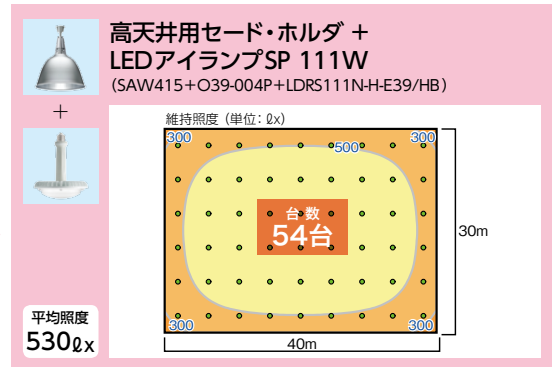 高天井用セード・ホルダ +
LEDアイランプSP 111W
(SAW415+O39-004P+LDRS111N-H-E39/HB)
+
維持照度 (単位:ℓx)
300
500
300
台 数
54台
30m
300
300
平均照度
530ℓx
40m